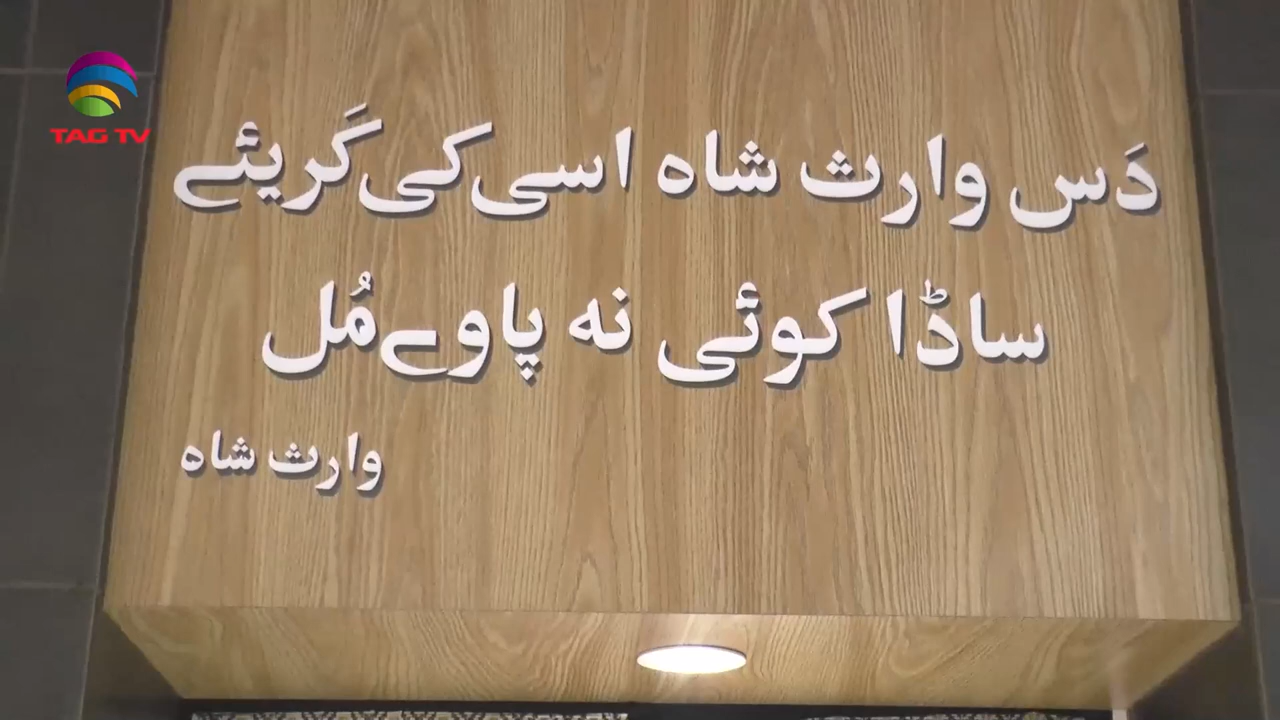 TAG TV
دَس وارث شاہ اسی کی گَریئے
ساڈا کوئی نہ پاوے مُل
وارث شاہ